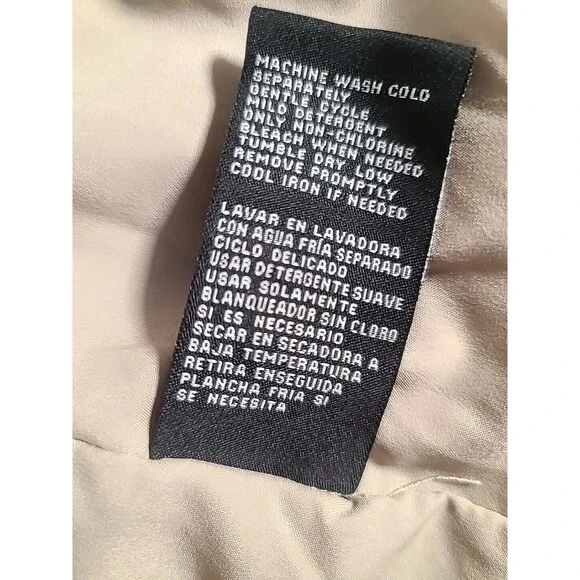 MACHINE WASH COLD
SEPARATELY
GENTLE CYCLE
MILD DETERGENT
ONLY NON-CHLORINE
BLEACH WHEN NEEDED
TUMBLE DRY LOW
REMOVE PROMPTLY
COOL IRON IF NEEDED
LAVAR EN LAVADORA
CON AGUA FRÍA SEPARADO
CICLO DELICADO
USAR DETERGENTE SUAVE
USAR SOLAMENTE
BLANQUEADOR SIN CLORO
SI ES NECESARIO
SECAR EN SECADORA A
BAJA TEMPERATURA
RETIRA ENSEGUIDA
PLANCHA FRIA SI
SE NECESITA